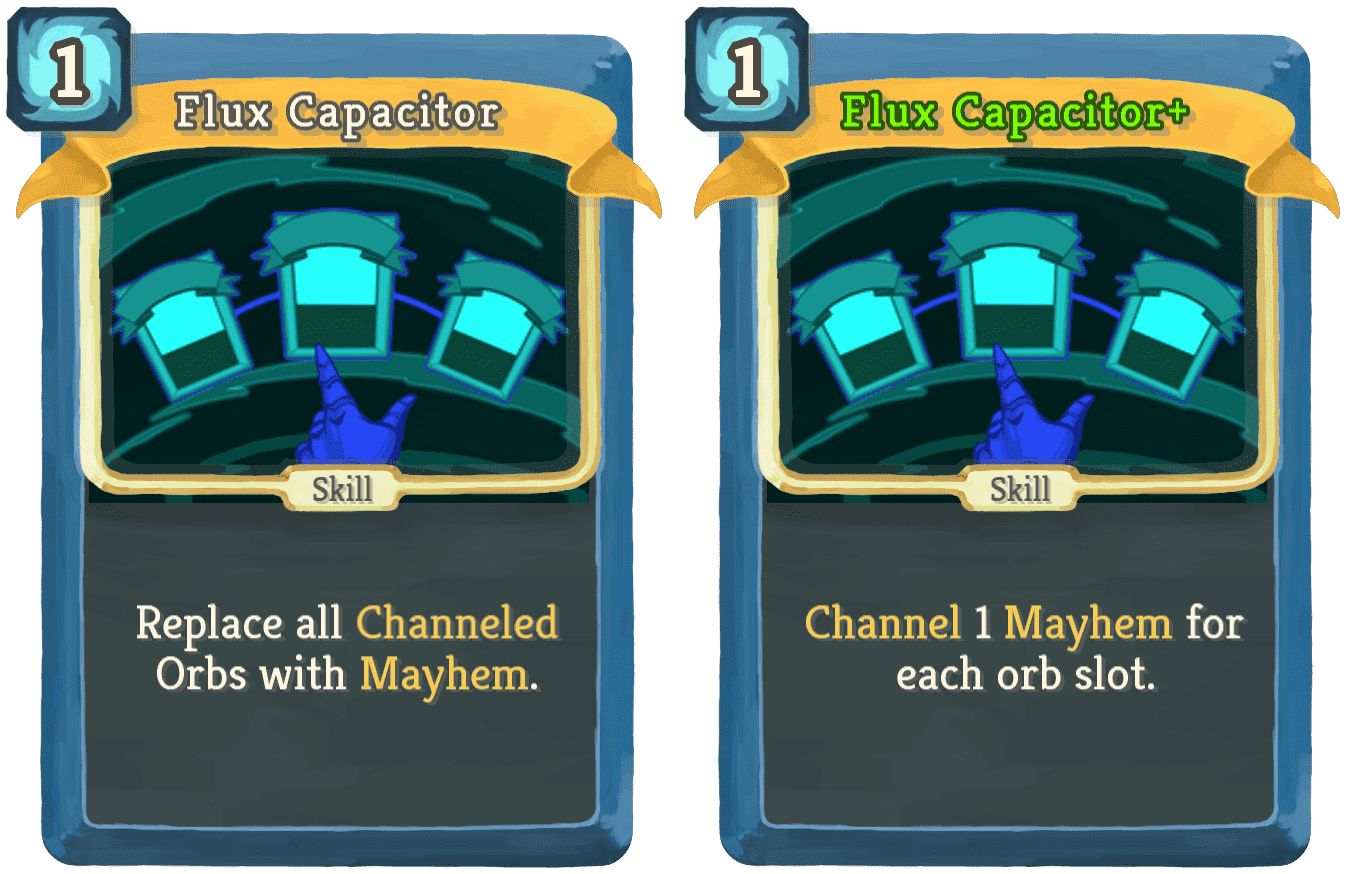 1
Flux Capacitor
Skill
Replace all Channeled
Orbs with Mayhem.
1
Flux Capacitor+
Skill
Channel 1 Mayhem for
each orb slot.